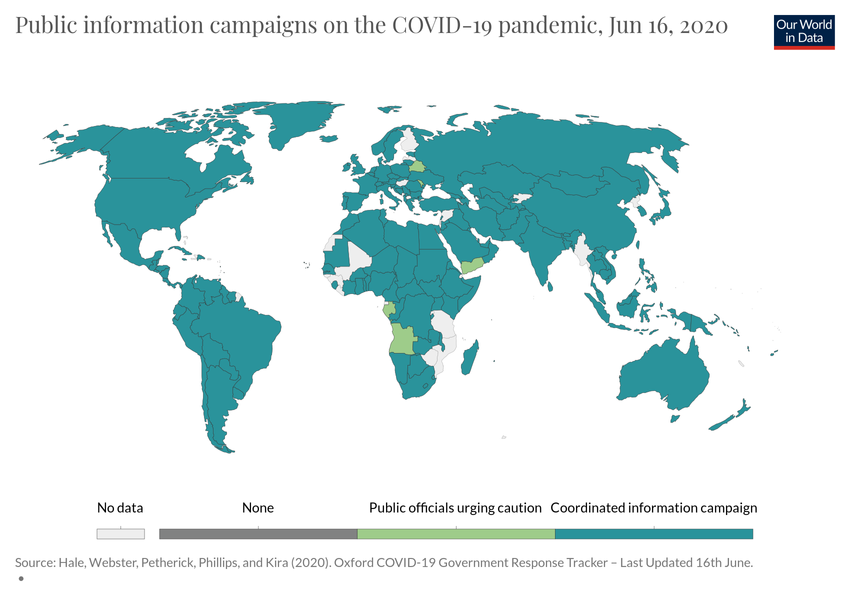 Public information campaigns on the COVID-19 pandemic, Jun 16, 2020
Our World
in Data
No data
None
Public officials urging caution
Coordinated information campaign
Source: Hale, Webster, Petherick, Phillips, and Kira (2020). Oxford COVID-19 Government Response Tracker – Last Updated 16th June.